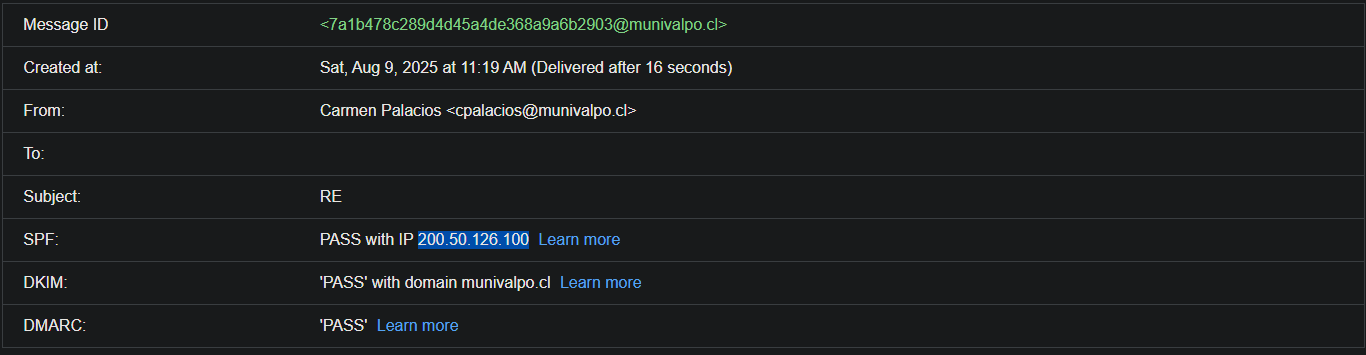 Message ID <7a1b478c289d4d45a4de368a9a6b2903@munivalpo.cl>
Created at: Sat, Aug 9, 2025 at 11:19 AM (Delivered after 16 seconds)
From: Carmen Palacios <cpalacios@munivalpo.cl>
To:
Subject: RE
SPF: PASS with IP 200.50.126.100 Learn more
DKIM: 'PASS' with domain munivalpo.cl Learn more
DMARC: 'PASS' Learn more